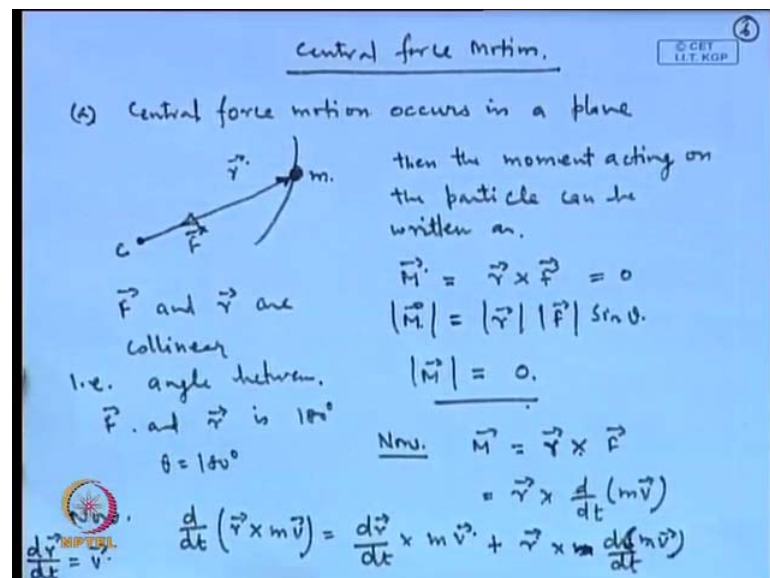 6
© CET
I.I.T. KGP
Central force Motion.
(a) Central force motion occurs in a plane
r⃗ m.
C F⃗
then the moment acting on
the particle can be
written as.
M⃗ = r⃗ × F⃗ = 0
|M⃗| = |r⃗| |F⃗| Sin θ.
|M⃗| = 0.
F⃗ and r⃗ are
collinear
I.e. angle between.
F⃗ and r⃗ is 180°
θ = 180°
Now. M⃗ = r⃗ × F⃗
= r⃗ × d/dt (mv⃗)
Now. d/dt (r⃗ × mv⃗) = dr⃗/dt × mv⃗ + r⃗ × d(mv⃗)/dt
dr⃗/dt = v⃗
NPTEL